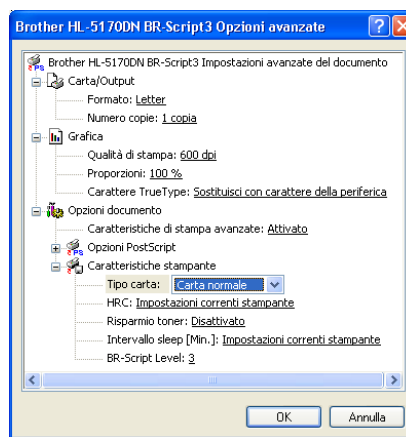 Brother HL-5170DN BR-Script3 Opzioni avanzate
Brother HL-5170DN BR-Script3 Impostazioni avanzate del documento
Carta/Output
Formato: Letter
Numero copie: 1 copia
Grafica
Qualità di stampa: 600 dpi
Proporzioni: 100 %
Carattere TrueType: Sostituisci con carattere della periferica
Opzioni documento
Caratteristiche di stampa avanzate: Attivato
Opzioni PostScript
Caratteristiche stampante
Tipo carta: Carta normale
HRC: Impostazioni correnti stampante
Risparmio toner: Disattivato
Intervallo sleep [Min.]: Impostazioni correnti stampante
BR-Script Level: 3
OK Annulla